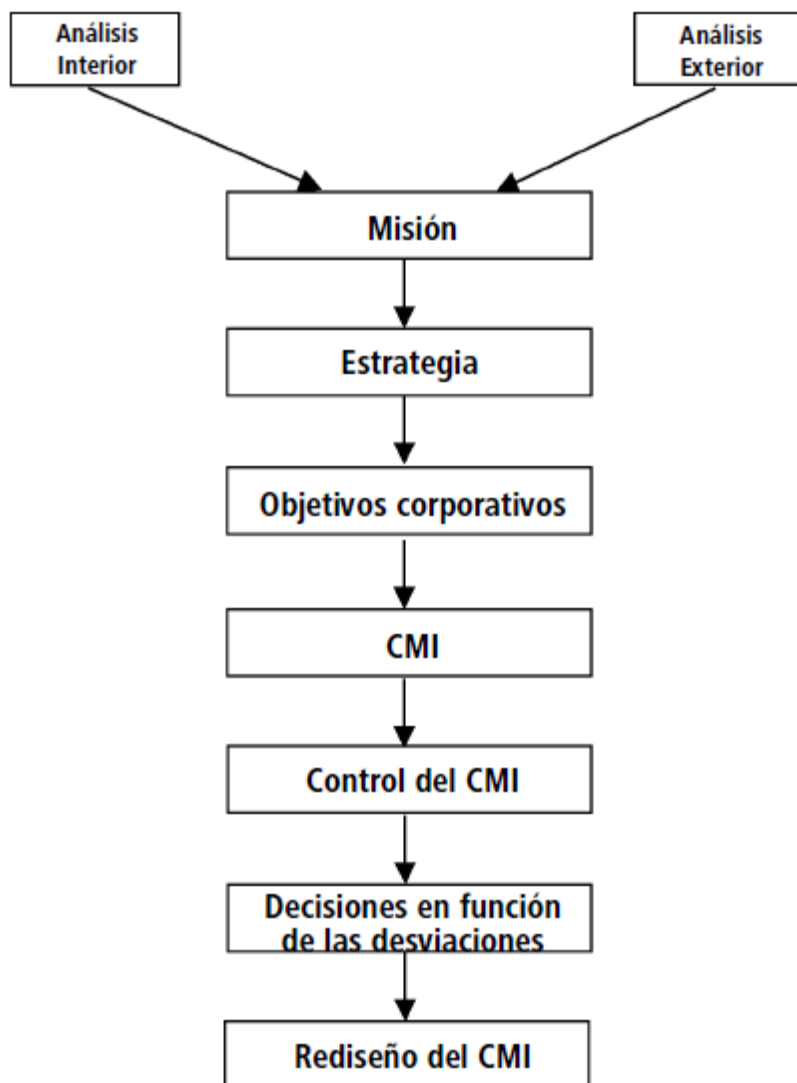 Análisis
Interior
Análisis
Exterior
Misión
Estrategia
Objetivos corporativos
CMI
Control del CMI
Decisiones en función
de las desviaciones
Rediseño del CMI